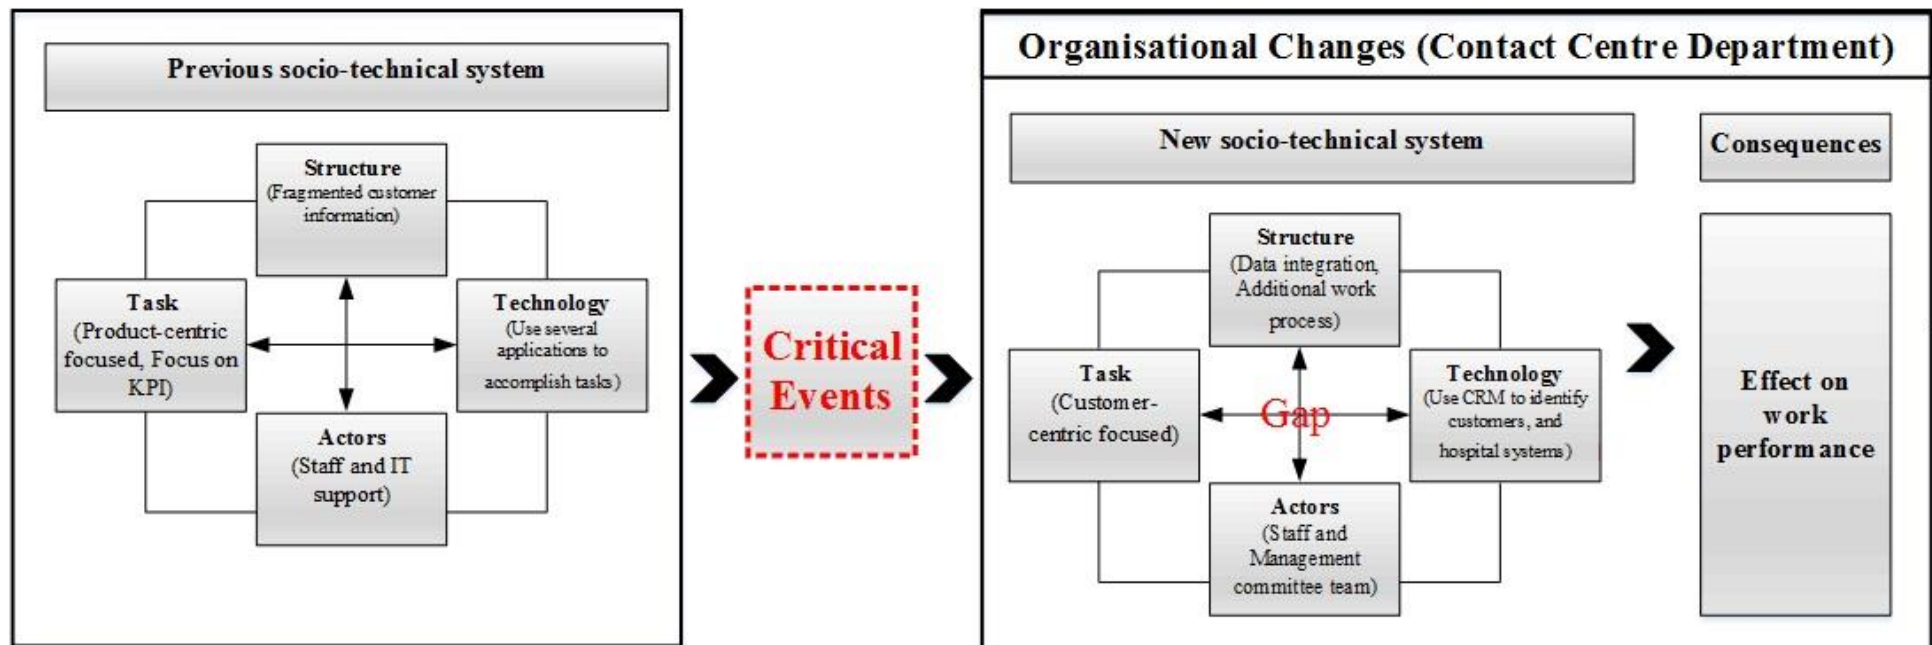 Previous socio-technical system
Structure
(Fragmented customer
information)
Task
(Product-centric
focused, Focus on
KPI)
Technology
(Use several
applications to
accomplish tasks)
Actors
(Staff and IT
support)
Critical
Events
Organisational Changes (Contact Centre Department)
New socio-technical system
Structure
(Data integration,
Additional work
process)
Task
(Customer-
centric focused)
Gap
Technology
(Use CRM to identify
customers, and
hospital systems)
Actors
(Staff and
Management
committee team)
Consequences
Effect on
work
performance